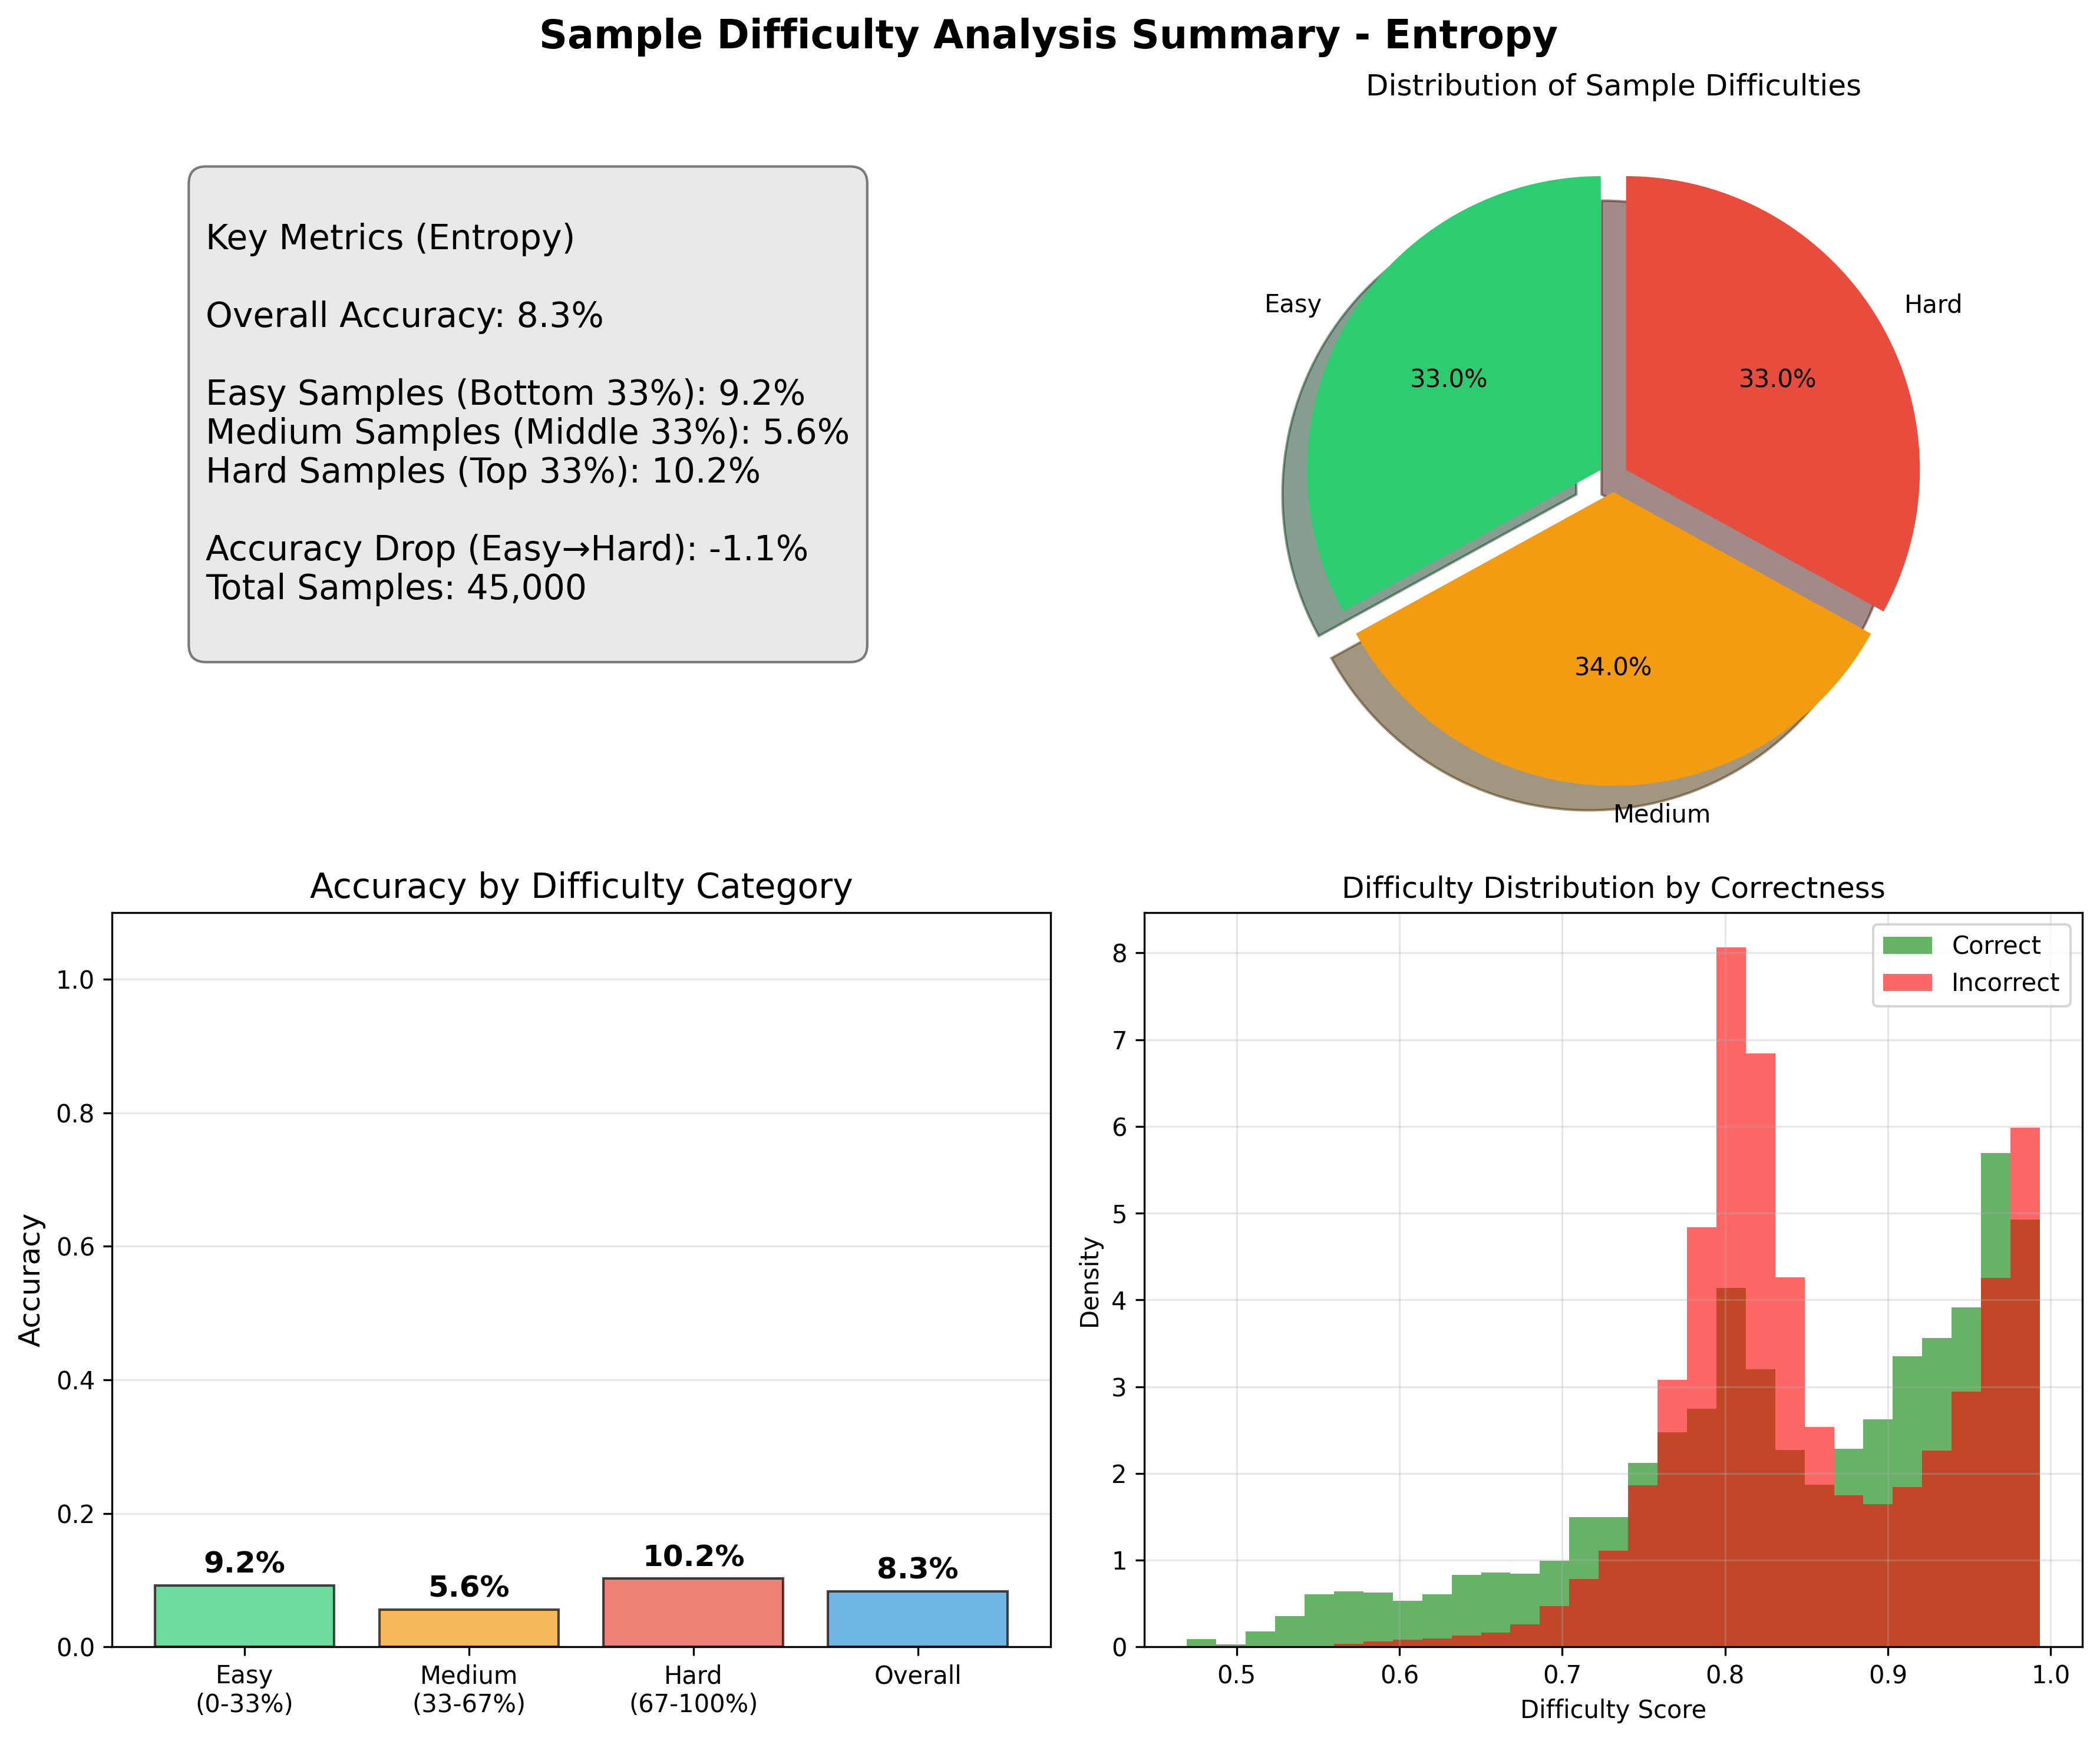 Sample Difficulty Analysis Summary - Entropy
Key Metrics (Entropy)
Overall Accuracy: 8.3%
Easy Samples (Bottom 33%): 9.2%
Medium Samples (Middle 33%): 5.6%
Hard Samples (Top 33%): 10.2%
Accuracy Drop (Easy→Hard): -1.1%
Total Samples: 45,000
Distribution of Sample Difficulties
Easy
Hard
33.0%
33.0%
34.0%
Medium
Accuracy by Difficulty Category
Accuracy
1.0
0.8
0.6
0.4
0.2
0.0
9.2%
5.6%
10.2%
8.3%
Easy
(0-33%)
Medium
(33-67%)
Hard
(67-100%)
Overall
Difficulty Distribution by Correctness
Correct
Incorrect
Density
8
7
6
5
4
3
2
1
0
0.5
0.6
0.7
0.8
0.9
1.0
Difficulty Score